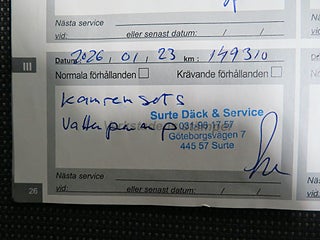 Nästa service
vid: eller senast datum: / /
Datum: 2026, 01, 23 km: 149310
III
Normala förhållanden Krävande förhållanden
Kamrem sats
Vattenpump
Surte Däck & Service
031-98 17 57
Göteborgsvägen 7
445 57 Surte
Nästa service
vid: eller senast datum: / /
26